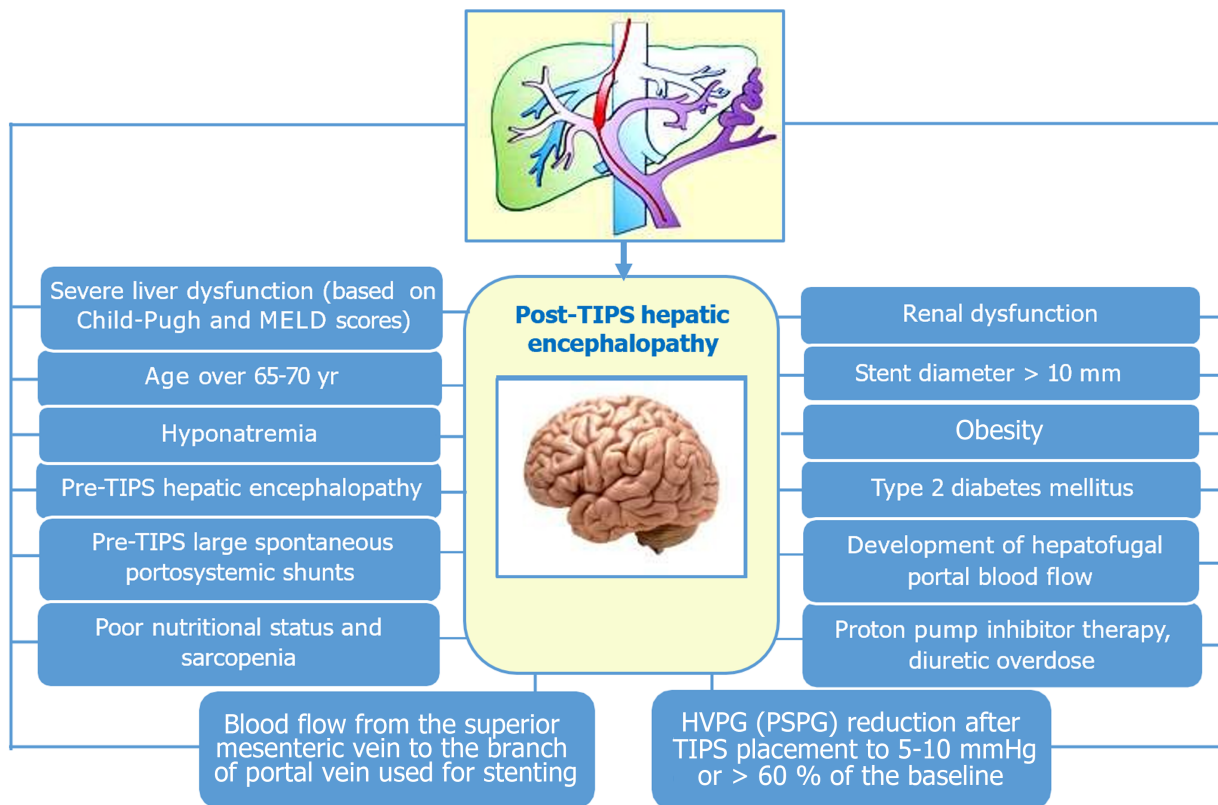 Post-TIPS hepatic
encephalopathy
Severe liver dysfunction (based on
Child-Pugh and MELD scores)
Age over 65-70 yr
Hyponatremia
Pre-TIPS hepatic encephalopathy
Pre-TIPS large spontaneous
portosystemic shunts
Poor nutritional status and
sarcopenia
Renal dysfunction
Stent diameter > 10 mm
Obesity
Type 2 diabetes mellitus
Development of hepatofugal
portal blood flow
Proton pump inhibitor therapy,
diuretic overdose
Blood flow from the superior
mesenteric vein to the branch
of portal vein used for stenting
HVPG (PSPG) reduction after
TIPS placement to 5-10 mmHg
or > 60 % of the baseline